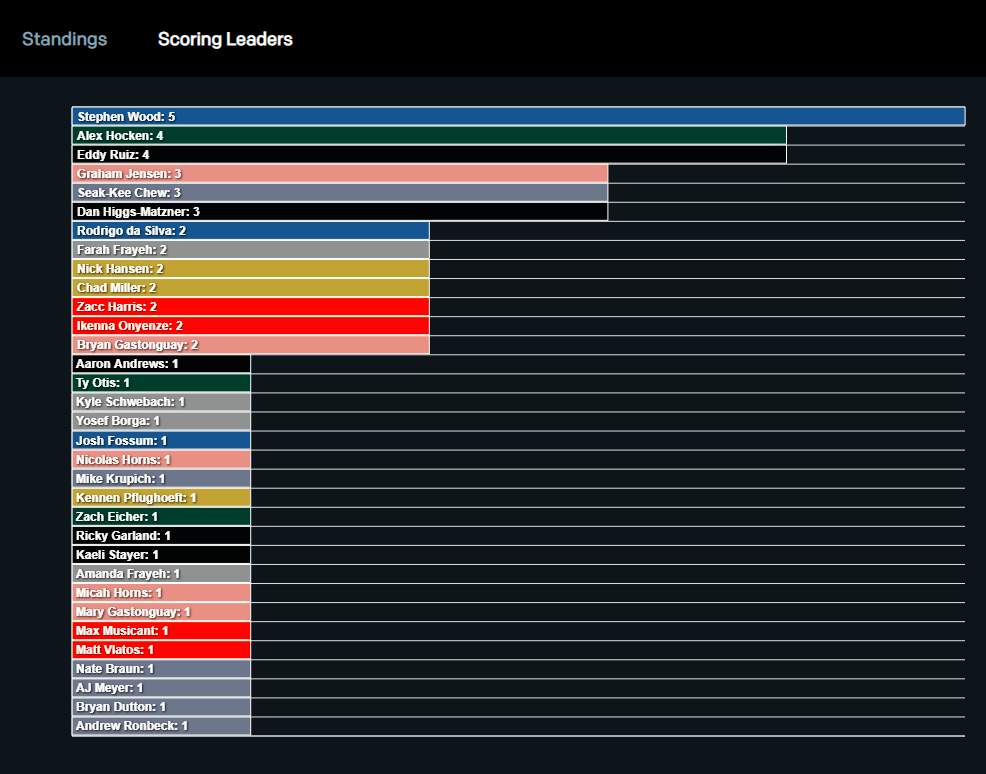 Standings Scoring Leaders
Stephen Wood: 5
Alex Hocken: 4
Eddy Ruiz: 4
Graham Jensen: 3
Seak-Kee Chew: 3
Dan Higgs-Matzner: 3
Rodrigo da Silva: 2
Farah Frayeh: 2
Nick Hansen: 2
Chad Miller: 2
Zacc Harris: 2
Ikenna Onyenze: 2
Bryan Gastonguay: 2
Aaron Andrews: 1
Ty Otis: 1
Kyle Schwebach: 1
Yosef Borga: 1
Josh Fossum: 1
Nicolas Horns: 1
Mike Krupich: 1
Kennen Pflughoeft: 1
Zach Eicher: 1
Ricky Garland: 1
Kaeli Stayer: 1
Amanda Frayeh: 1
Micah Horns: 1
Mary Gastonguay: 1
Max Musicant: 1
Matt Vlatos: 1
Nate Braun: 1
AJ Meyer: 1
Bryan Dutton: 1
Andrew Ronbeck: 1